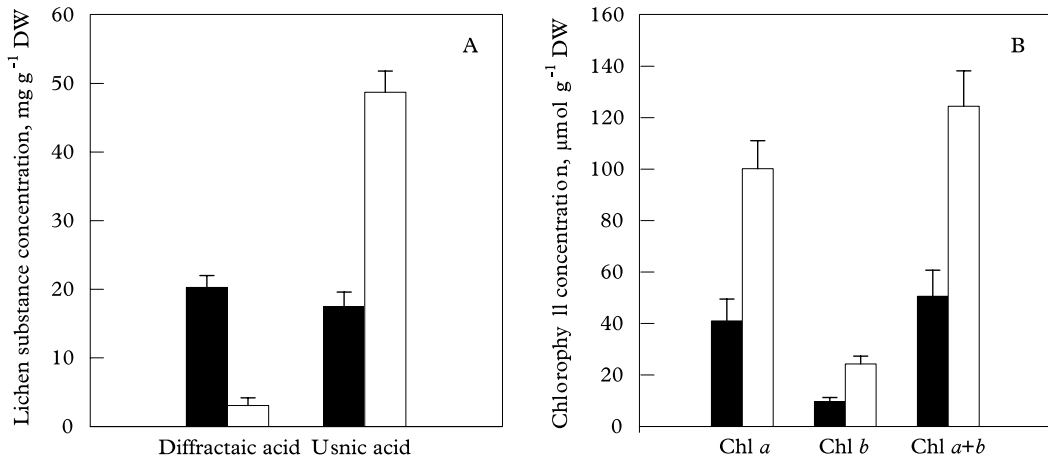 Lichen substance concentration, mg g⁻¹ DW
60
50
40
30
20
10
0
A
Diffractaic acid Usnic acid
Chlorophy ll concentration, µmol g⁻¹ DW
160
140
120
100
80
60
40
20
0
B
Chl a Chl b Chl a+b